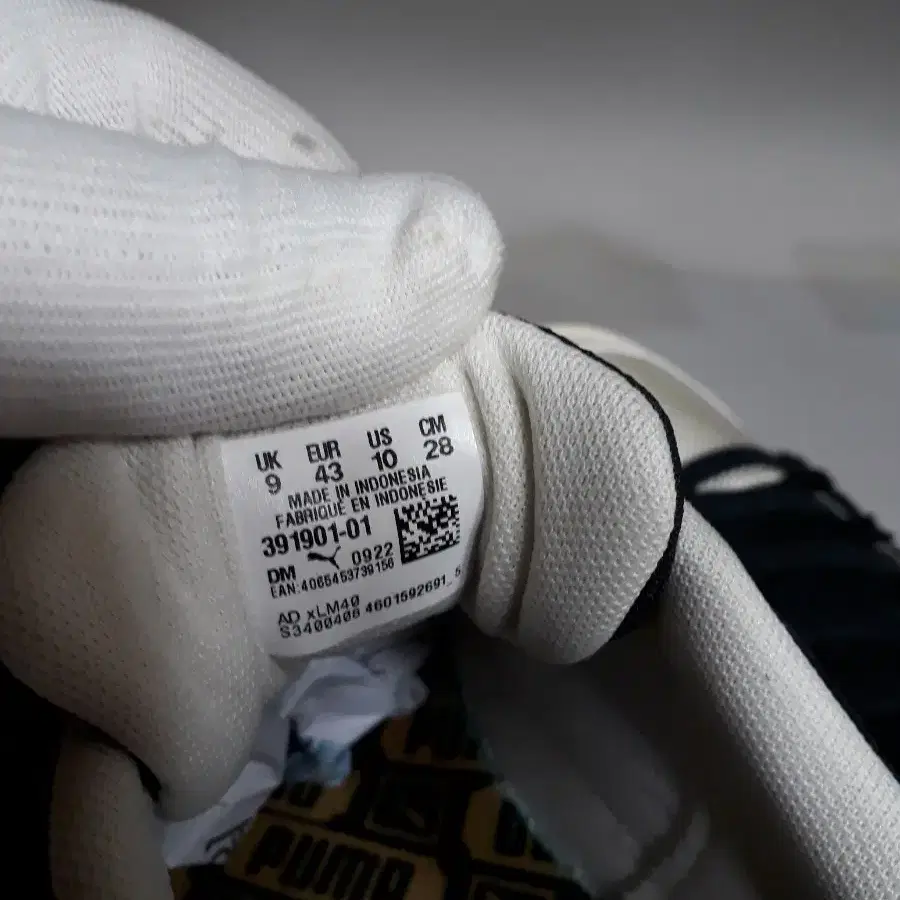 UK EUR US CM
9 43 10 28
MADE IN INDONESIA
FABRIQUÉ EN INDONESIE
391901-01
DM 0922
EAN:4065453739156
AD xLM40
S3400408 4601592691_5
PUMA